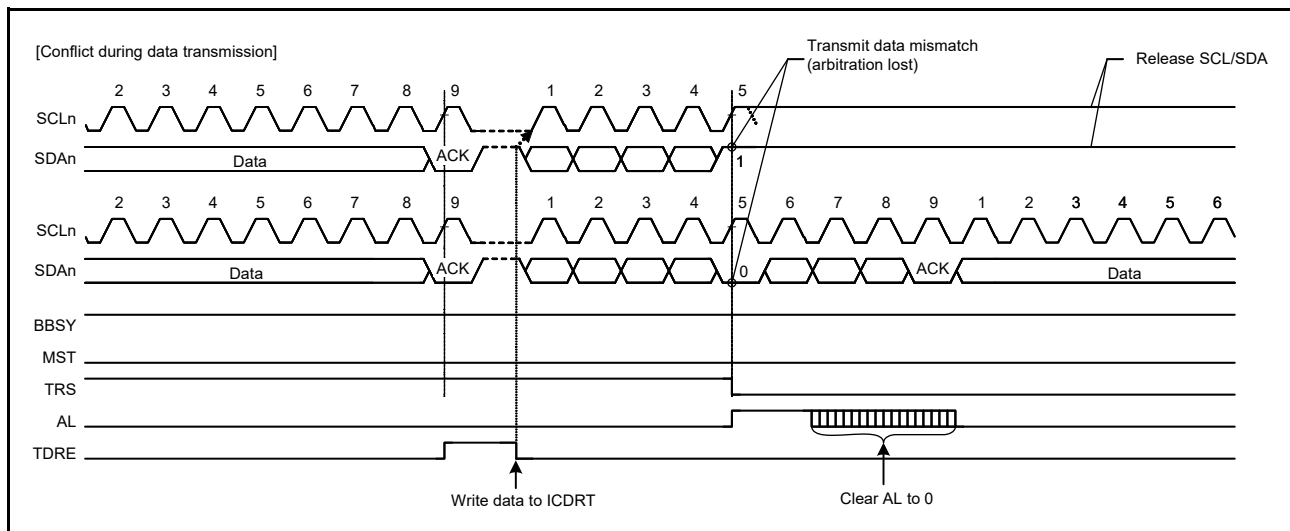 [Conflict during data transmission]
Transmit data mismatch
(arbitration lost)
Release SCL/SDA
2 3 4 5 6 7 8 9 1 2 3 4 5
SCLn
SDAn Data ACK 1
2 3 4 5 6 7 8 9 1 2 3 4 5 6 7 8 9 1 2 3 4 5 6
SCLn
SDAn Data ACK 0 ACK Data
BBSY
MST
TRS
AL
TDRE
Write data to ICDRT Clear AL to 0